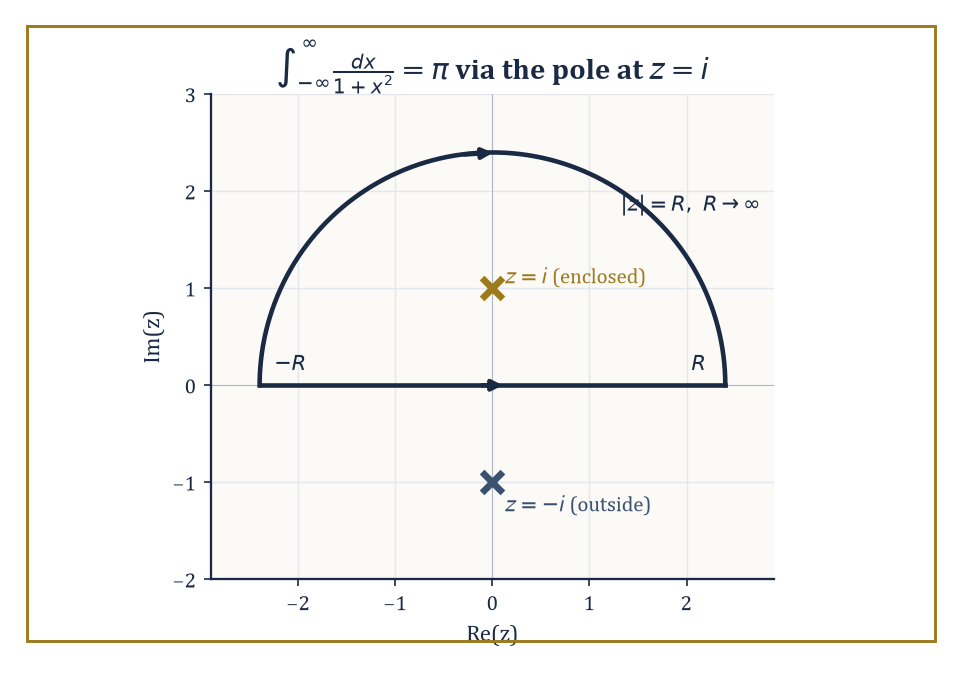 ∫_{-∞}^{∞} dx/(1 + x²) = π via the pole at z = i
3
2
|z| = R, R → ∞
1
z = i (enclosed)
Im(z)
−R
R
0
−1
z = −i (outside)
−2
−2 −1 0 1 2
Re(z)